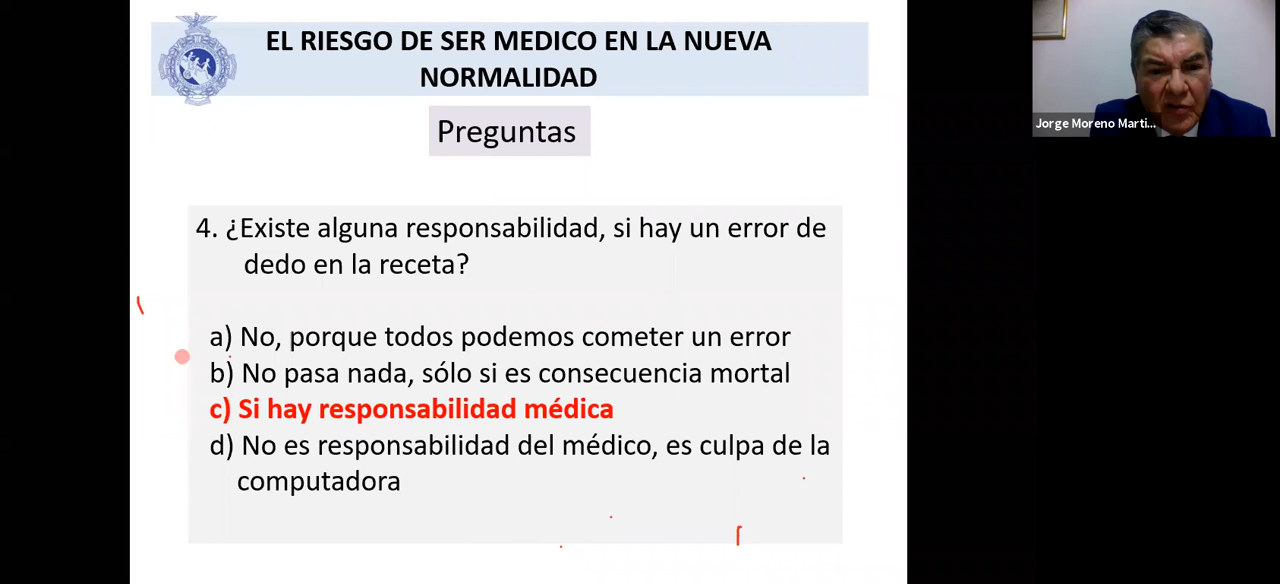 EL RIESGO DE SER MEDICO EN LA NUEVA
NORMALIDAD
Preguntas
4. ¿Existe alguna responsabilidad, si hay un error de
dedo en la receta?
a) No, porque todos podemos cometer un error
b) No pasa nada, sólo si es consecuencia mortal
c) Si hay responsabilidad médica
d) No es responsabilidad del médico, es culpa de la
computadora
Jorge Moreno Marti...